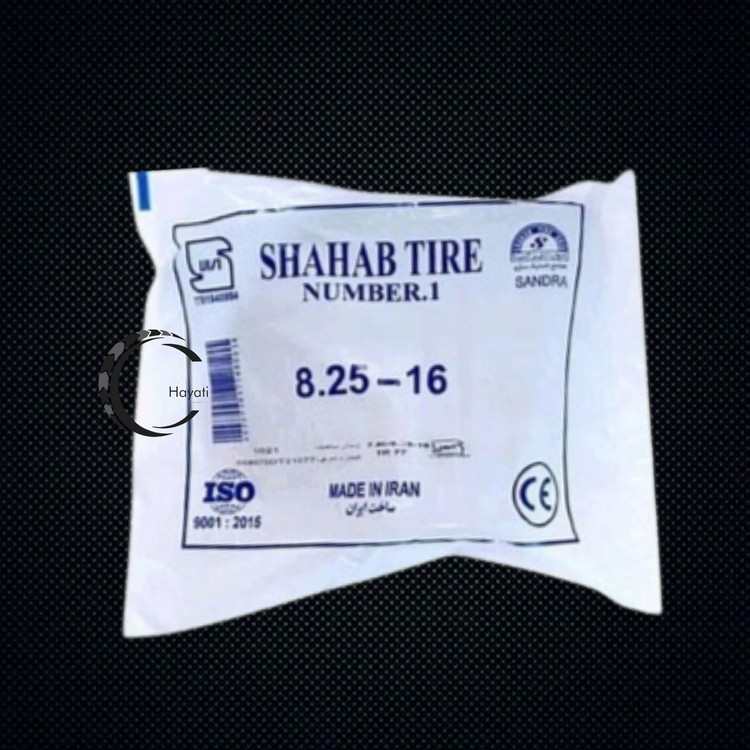 SHAHAB TIRE
NUMBER.1
SANDRA
Hayati
8.25-16
ISO
9001 : 2015
MADE IN IRAN
ساخت ایران
CE